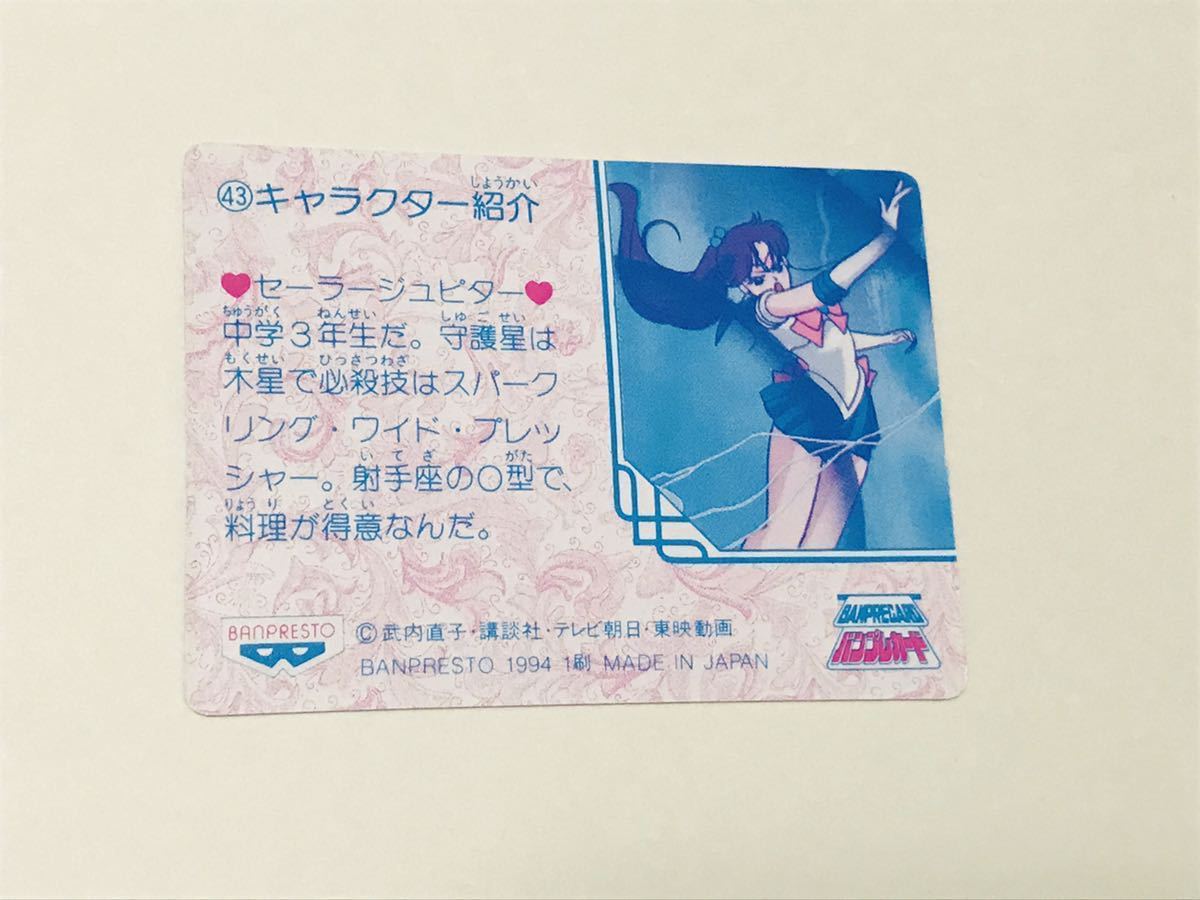 しょうかい
㊸キャラクター紹介
♥セーラージュピター♥
ちゅうがく ねんせい しゅごせい
中学3年生だ。守護星は
もくせい ひっさつわざ
木星で必殺技はスパーク
リング・ワイド・プレッ
いてざ がた
シャー。射手座のO型で、
りょうり とくい
料理が得意なんだ。
BANPRESTO
©武内直子・講談社・テレビ朝日・東映動画
BANPRESTO 1994 1刷 MADE IN JAPAN
BANPRECARD
バンプレカード